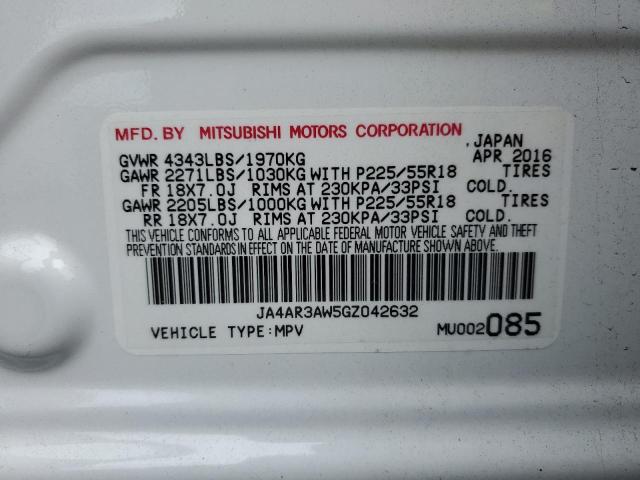 MFD. BY MITSUBISHI MOTORS CORPORATION
, JAPAN
GVWR 4343LBS/1970KG APR 2016
GAWR 2271LBS/1030KG WITH P225/55R18 TIRES
FR 18X7.0J RIMS AT 230KPA/33PSI COLD.
GAWR 2205LBS/1000KG WITH P225/55R18 TIRES
RR 18X7.0J RIMS AT 230KPA/33PSI COLD.
THIS VEHICLE CONFORMS TO ALL APPLICABLE FEDERAL MOTOR VEHICLE SAFETY AND THEFT
PREVENTION STANDARDS IN EFFECT ON THE DATE OF MANUFACTURE SHOWN ABOVE.
JA4AR3AW5GZ042632
VEHICLE TYPE:MPV MU002085